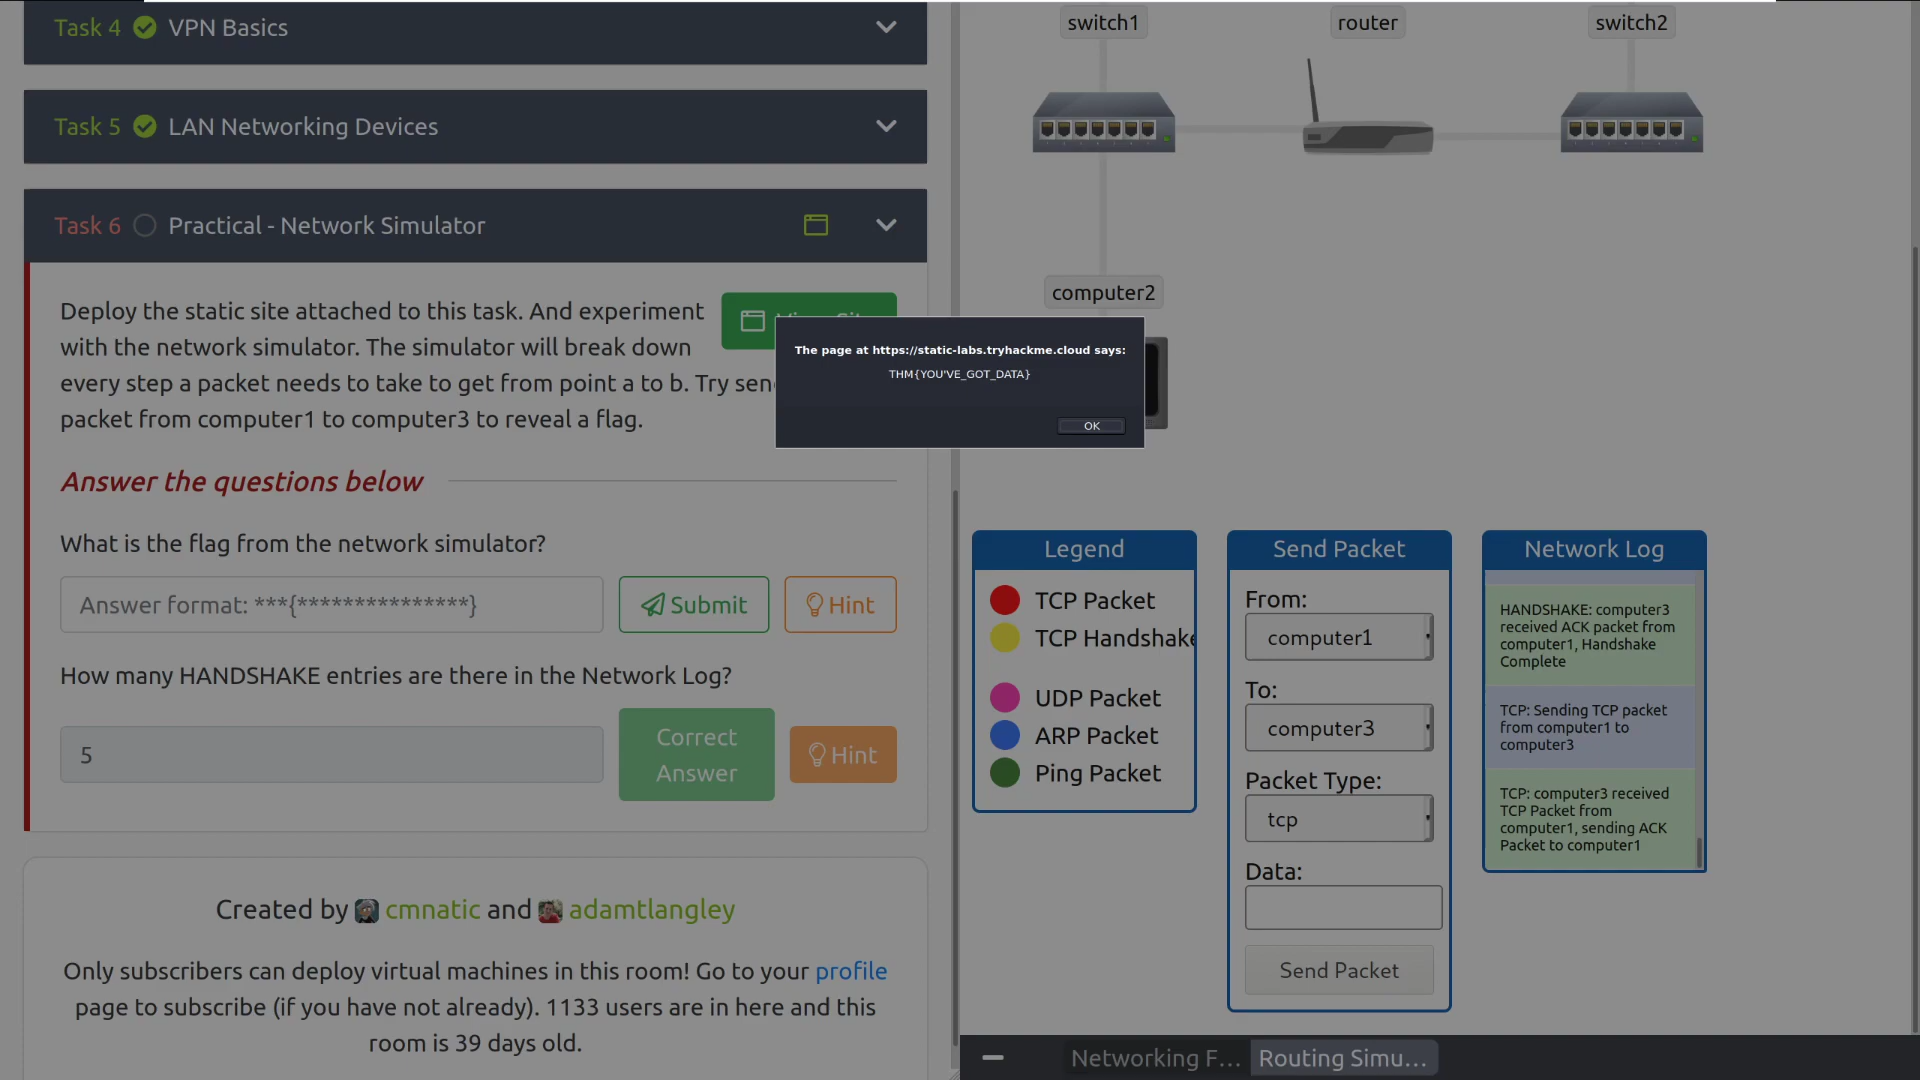 Task 4 VPN Basics
Task 5 LAN Networking Devices
Task 6 Practical - Network Simulator
Deploy the static site attached to this task. And experiment
with the network simulator. The simulator will break down
every step a packet needs to take to get from point a to b. Try
packet from computer1 to computer3 to reveal a flag.
Answer the questions below
What is the flag from the network simulator?
Answer format: ***{***************}
Submit
Hint
How many HANDSHAKE entries are there in the Network Log?
5
Correct
Answer
Hint
Created by cmnatic and adamtlangley
Only subscribers can deploy virtual machines in this room! Go to your profile
page to subscribe (if you have not already). 1133 users are in here and this
room is 39 days old.
switch1
router
switch2
computer2
The page at https://static-labs.tryhackme.cloud says:
THM{YOU'VE_GOT_DATA}
OK
Legend
TCP Packet
TCP Handshake
UDP Packet
ARP Packet
Ping Packet
Send Packet
From:
computer1
To:
computer3
Packet Type:
tcp
Data:
Send Packet
Network Log
HANDSHAKE: computer3
received ACK packet from
computer1, Handshake
Complete
TCP: Sending TCP packet
from computer1 to
computer3
TCP: computer3 received
TCP Packet from
computer1, sending ACK
Packet to computer1
Networking F...
Routing Simu...